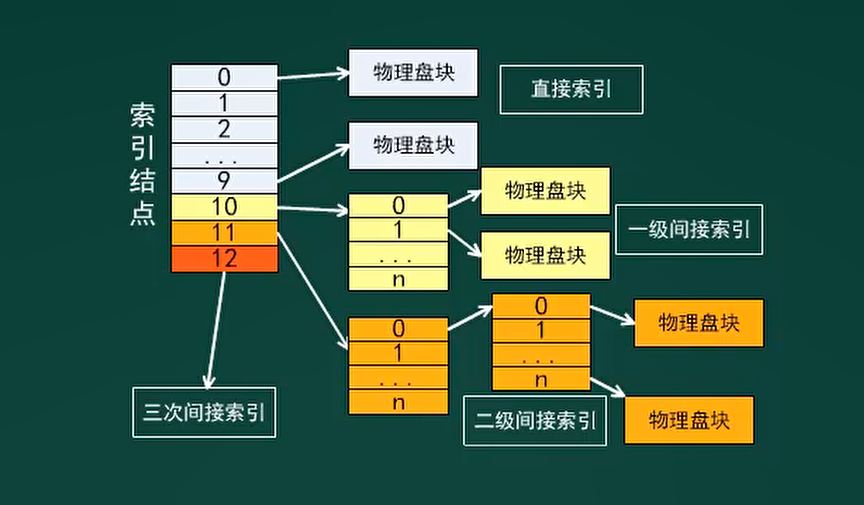 索引结点
0
1
2
...
9
10
11
12
物理盘块
直接索引
物理盘块
0
1
...
n
物理盘块
物理盘块
一级间接索引
0
1
...
n
0
1
...
n
物理盘块
物理盘块
二级间接索引
三次间接索引